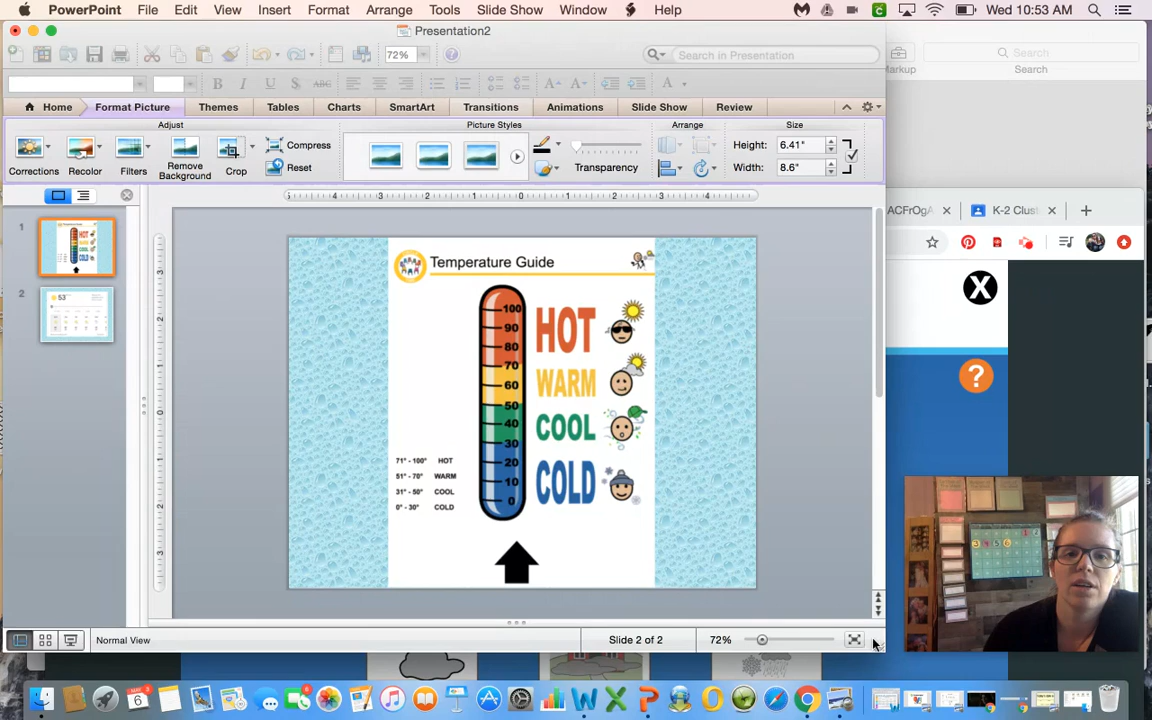 PowerPoint File Edit View Insert Format Arrange Tools Slide Show Window Help Wed 10:53 AM
Presentation2
72% Search in Presentation
Home Format Picture Themes Tables Charts SmartArt Transitions Animations Slide Show Review
Adjust Picture Styles Arrange Size
Corrections Recolor Filters Remove Background Crop Compress Reset Transparency Height: 6.41" Width: 8.6"
Search
Search
ACFrOgA K-2 Clus
X
?
1
2
53
Temperature Guide
100
90
80
70
60
50
40
30
20
10
0
HOT
WARM
COOL
COLD
71° - 100° HOT
51° - 70° WARM
31° - 50° COOL
0° - 30° COLD
Normal View Slide 2 of 2 72%